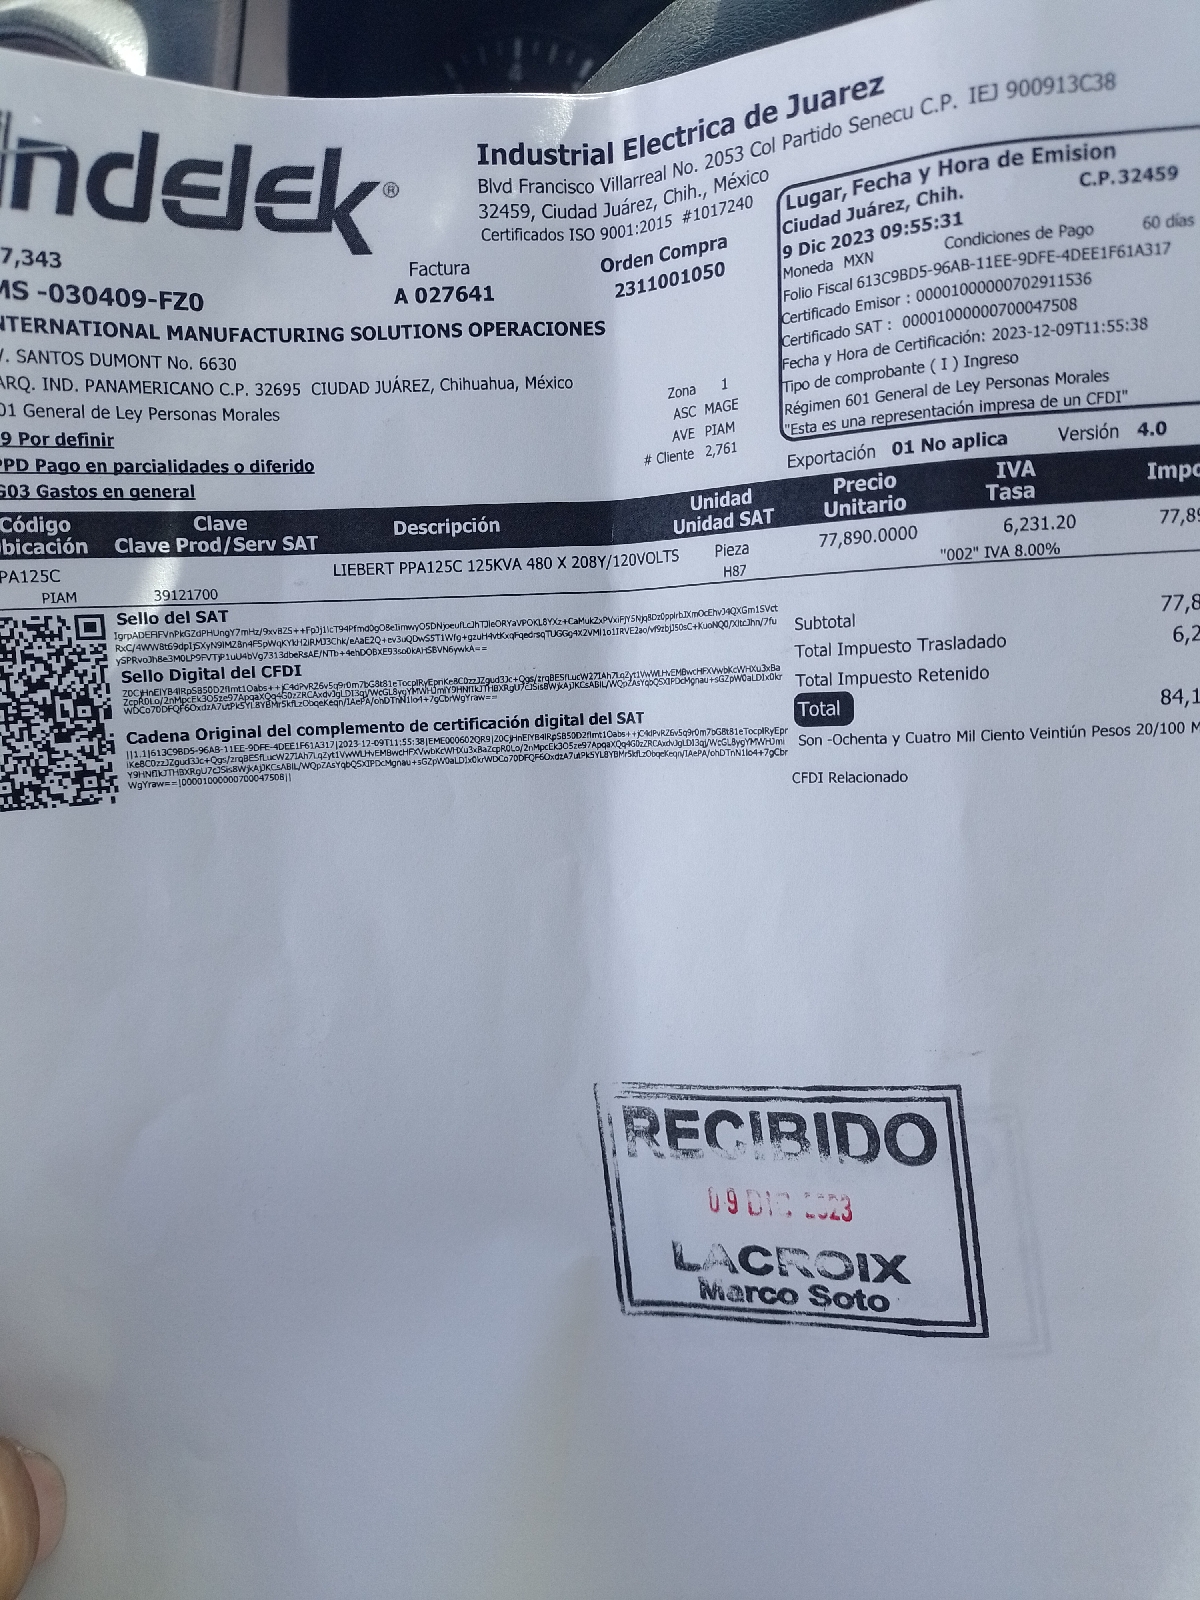 Indelek®
Industrial Electrica de Juarez
Blvd Francisco Villarreal No. 2053 Col Partido Senecu C.P. IEJ 900913C38
32459, Ciudad Juárez, Chih., México
Certificados ISO 9001:2015 #1017240
Lugar, Fecha y Hora de Emision
Ciudad Juárez, Chih. C.P.32459
9 Dic 2023 09:55:31
Moneda MXN Condiciones de Pago 60 días
Folio Fiscal 613C9BD5-96AB-11EE-9DFE-4DEE1F61A317
Certificado Emisor : 00001000000702911536
Certificado SAT : 00001000000700047508
Fecha y Hora de Certificación: 2023-12-09T11:55:38
Tipo de comprobante ( I ) Ingreso
Régimen 601 General de Ley Personas Morales
"Esta es una representación impresa de un CFDI"
7,343
MS -030409-FZ0
Factura
A 027641
Orden Compra
2311001050
INTERNATIONAL MANUFACTURING SOLUTIONS OPERACIONES
V. SANTOS DUMONT No. 6630
ARQ. IND. PANAMERICANO C.P. 32695 CIUDAD JUÁREZ, Chihuahua, México
01 General de Ley Personas Morales
9 Por definir
PPD Pago en parcialidades o diferido
G03 Gastos en general
Zona 1
ASC MAGE
AVE PIAM
# Cliente 2,761
Exportación 01 No aplica Versión 4.0
Código Clave Descripción Unidad Precio IVA Impo
bicación Clave Prod/Serv SAT Unidad SAT Unitario Tasa
PA125C LIEBERT PPA125C 125KVA 480 X 208Y/120VOLTS Pieza 77,890.0000 6,231.20 77,89
PIAM 39121700 H87 "002" IVA 8.00%
Sello del SAT
Sello Digital del CFDI
Cadena Original del complemento de certificación digital del SAT
WgYraw==|00001000000700047508||
Subtotal 77,8
Total Impuesto Trasladado 6,2
Total Impuesto Retenido
Total 84,1
Son -Ochenta y Cuatro Mil Ciento Veintiún Pesos 20/100 M
CFDI Relacionado
RECIBIDO
09 DIC 2023
LACROIX
Marco Soto